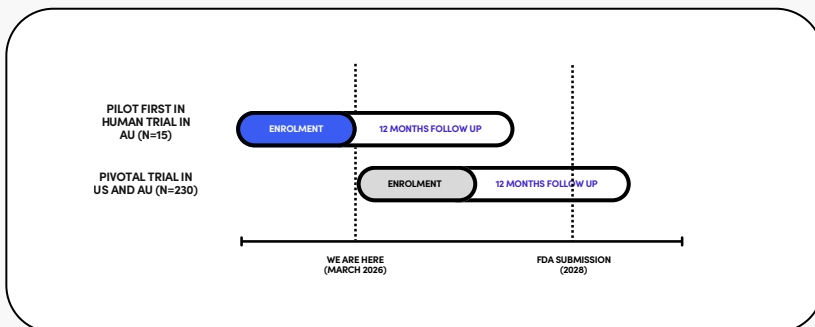 PILOT FIRST IN
HUMAN TRIAL IN
AU (N=15)
ENROLMENT
12 MONTHS FOLLOW UP
PIVOTAL TRIAL IN
US AND AU (N=230)
ENROLMENT
12 MONTHS FOLLOW UP
WE ARE HERE
(MARCH 2026)
FDA SUBMISSION
(2028)